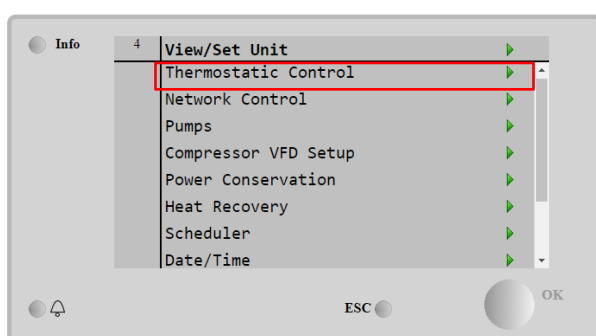 Info
4 View/Set Unit
Thermostatic Control
Network Control
Pumps
Compressor VFD Setup
Power Conservation
Heat Recovery
Scheduler
Date/Time
ESC
OK